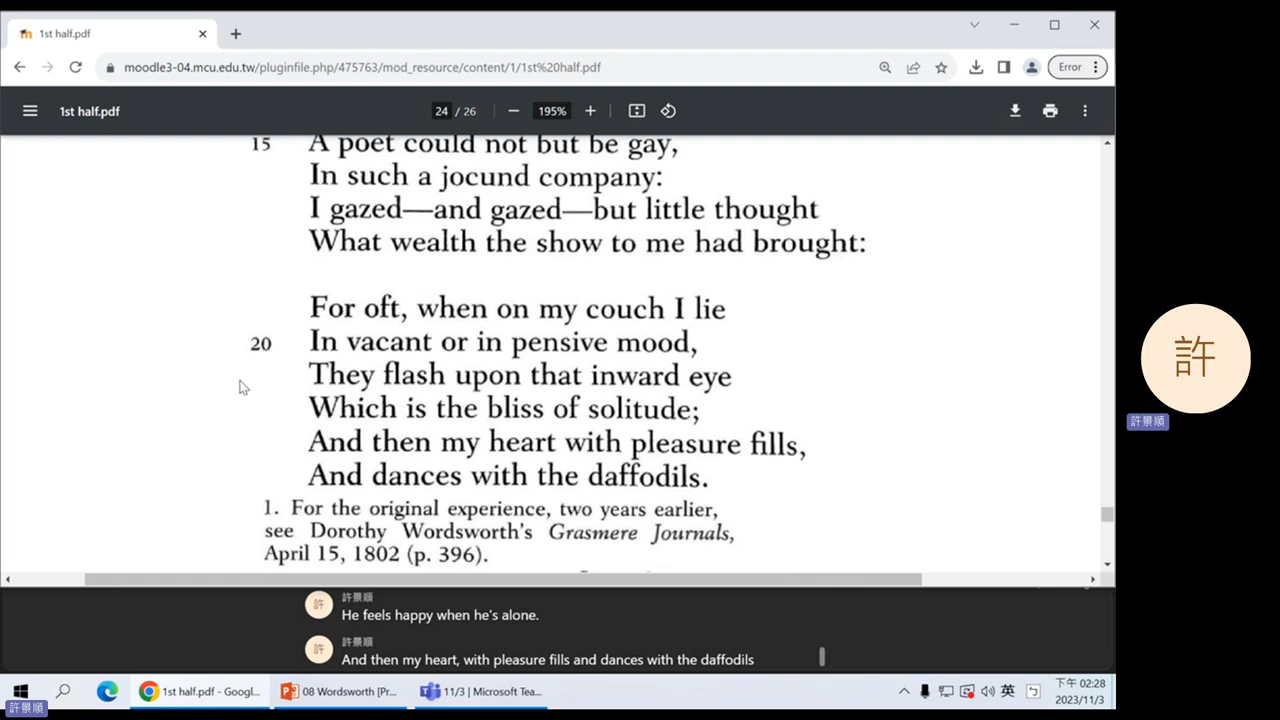 1st half.pdf
moodle3-04.mcu.edu.tw/pluginfile.php/475763/mod_resource/content/1/1st%20half.pdf
Error
1st half.pdf
24 / 26
195%
15 A poet could not but be gay,
In such a jocund company:
I gazed—and gazed—but little thought
What wealth the show to me had brought:
For oft, when on my couch I lie
20 In vacant or in pensive mood,
They flash upon that inward eye
Which is the bliss of solitude;
And then my heart with pleasure fills,
And dances with the daffodils.
1. For the original experience, two years earlier,
see Dorothy Wordsworth's Grasmere Journals,
April 15, 1802 (p. 396).
許
許景順
許 許景順
He feels happy when he's alone.
許 許景順
And then my heart, with pleasure fills and dances with the daffodils
1st half.pdf - Googl...
08 Wordsworth [Pr...
11/3 | Microsoft Tea...
英
下午 02:28
2023/11/3
許景順